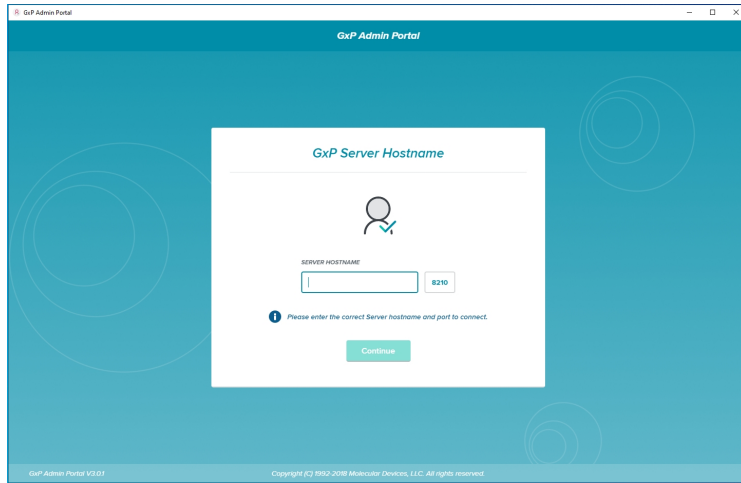 GxP Admin Portal
GxP Admin Portal
GxP Server Hostname
SERVER HOSTNAME
8210
Please enter the correct Server hostname and port to connect.
Continue
GxP Admin Portal V3.0.1
Copyright (C) 1992-2018 Molecular Devices, LLC. All rights reserved.